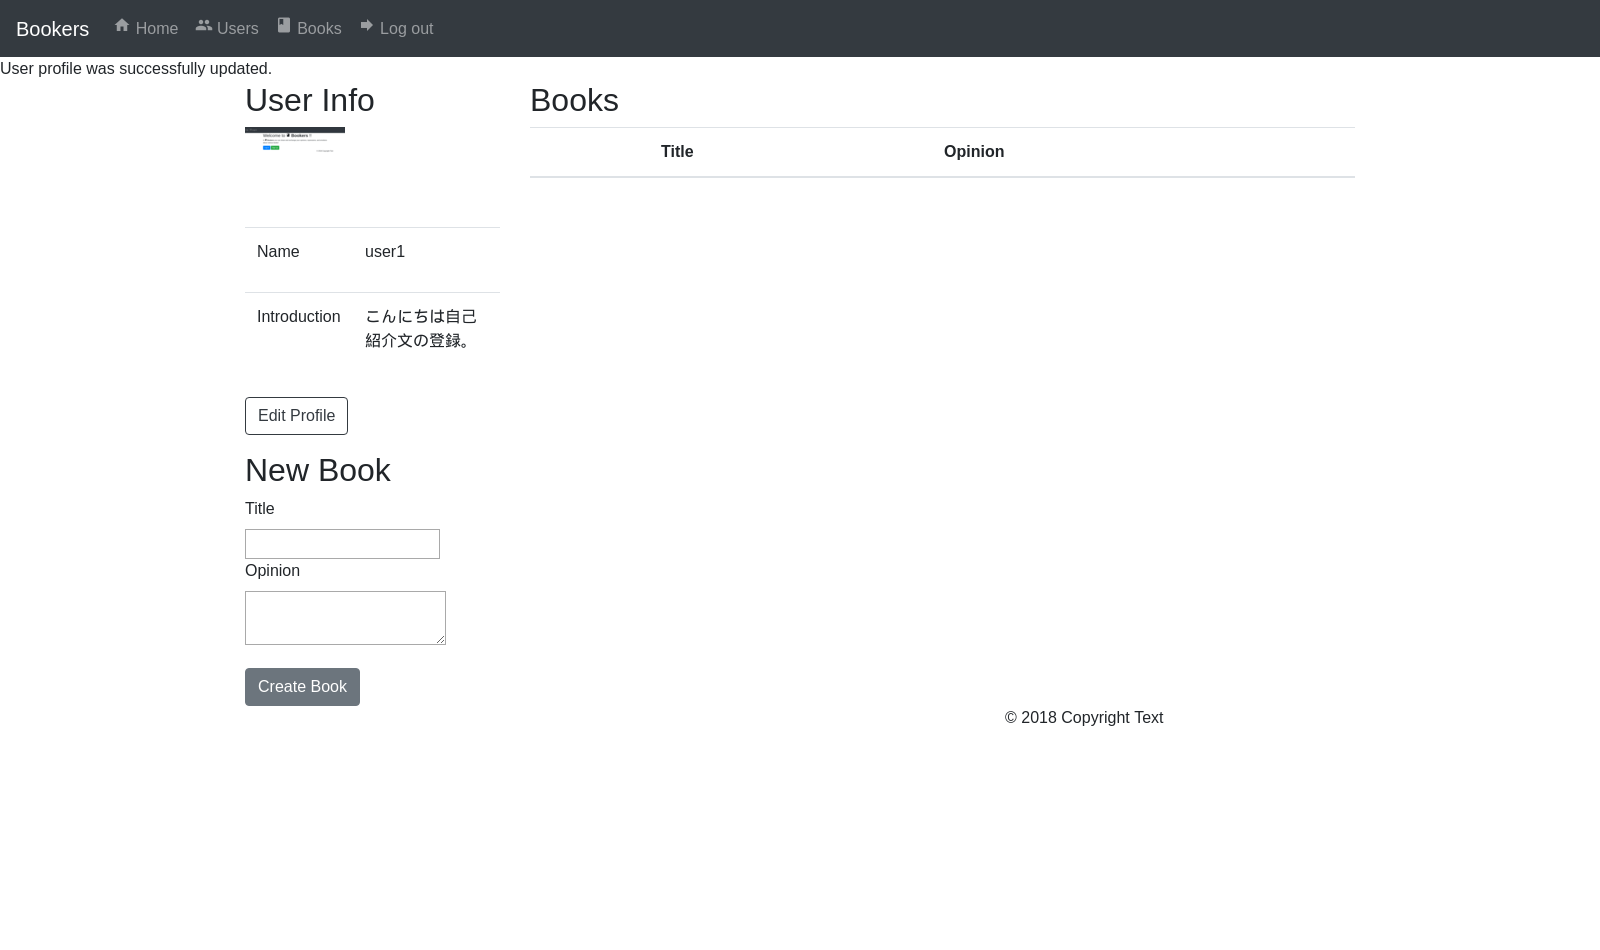 Bookers Home Users Books Log out
User profile was successfully updated.
User Info
Name user1
Introduction こんにちは自己
紹介文の登録。
Edit Profile
New Book
Title
Opinion
Create Book
Books
Title Opinion
© 2018 Copyright Text